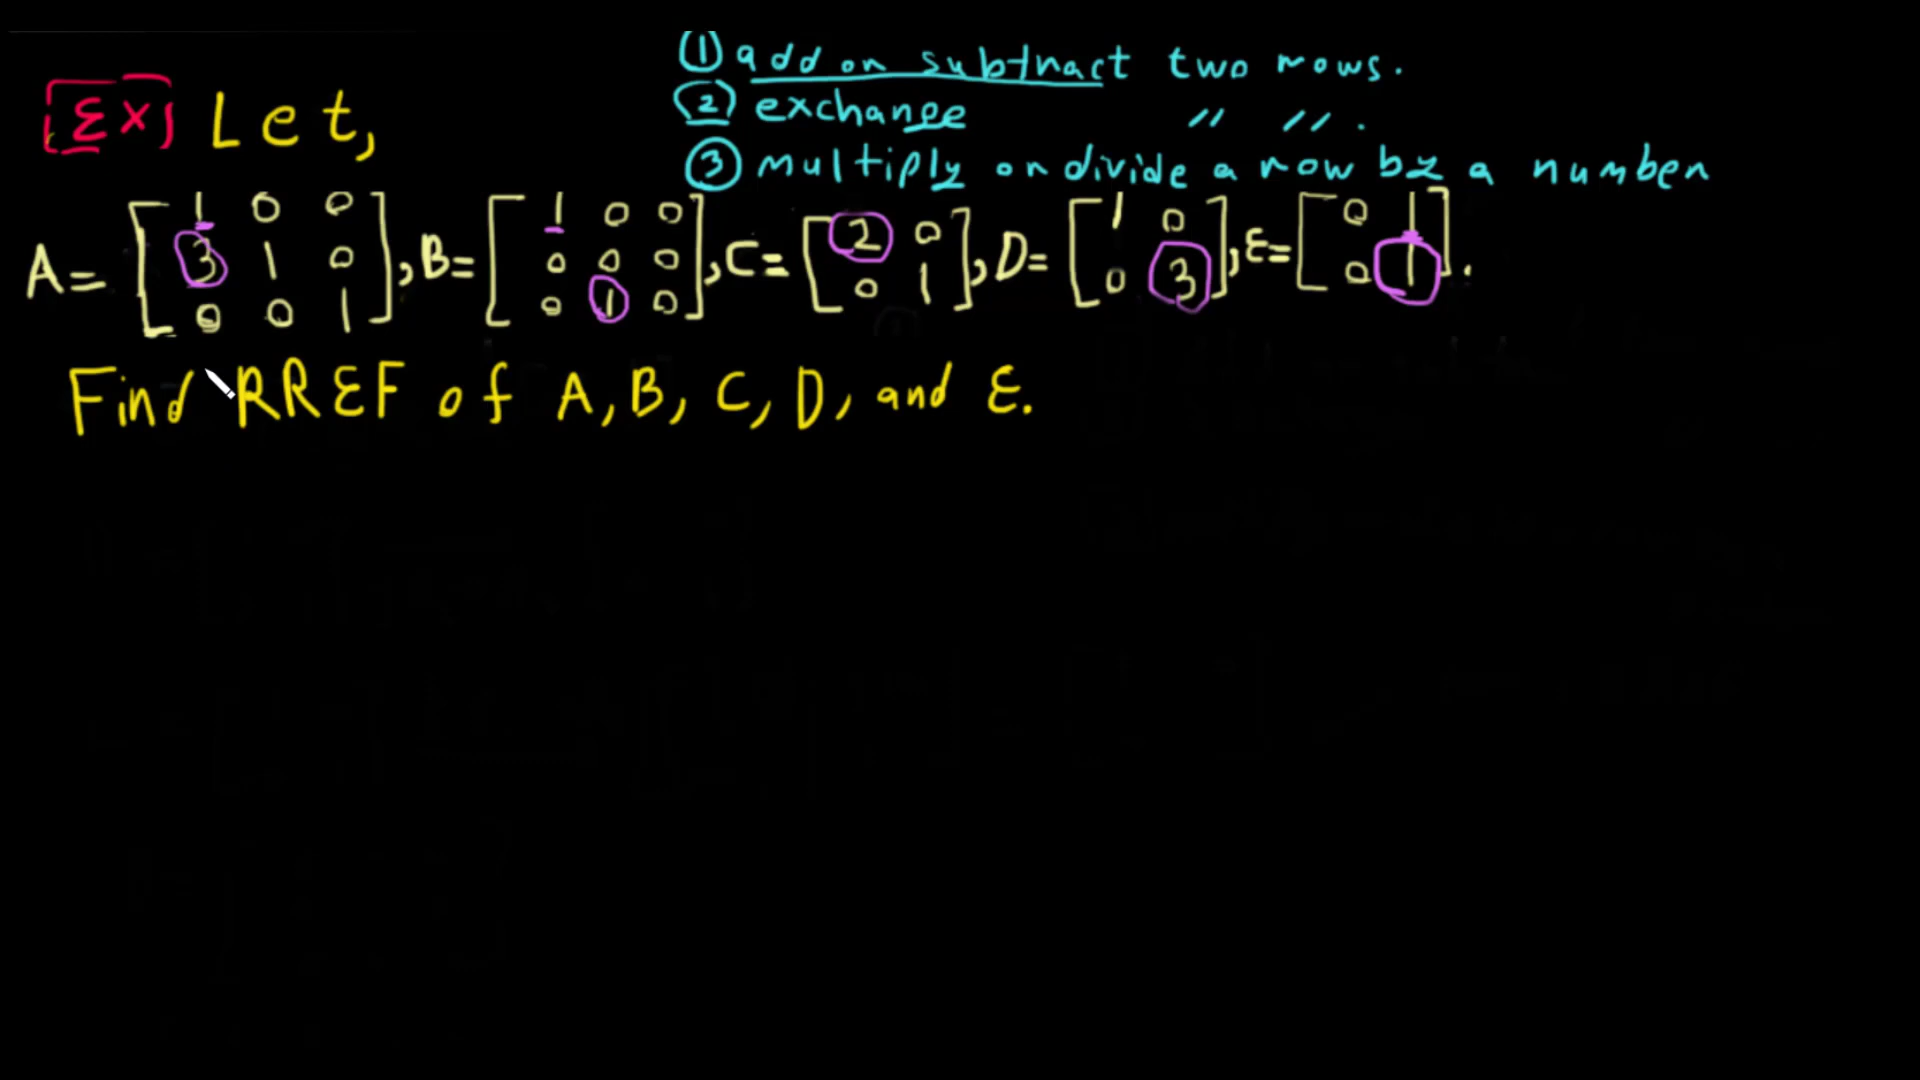 ① add or subtract two rows.
② exchange " " .
③ multiply or divide a row by a number
Ex Let,
A = [1 0 0; 3 1 0; 0 0 1], B = [1 0 0; 0 0 0; 0 1 0], C = [2 0; 0 1], D = [1 0; 0 3], E = [0 1; 0 1].
Find RREF of A, B, C, D, and E.